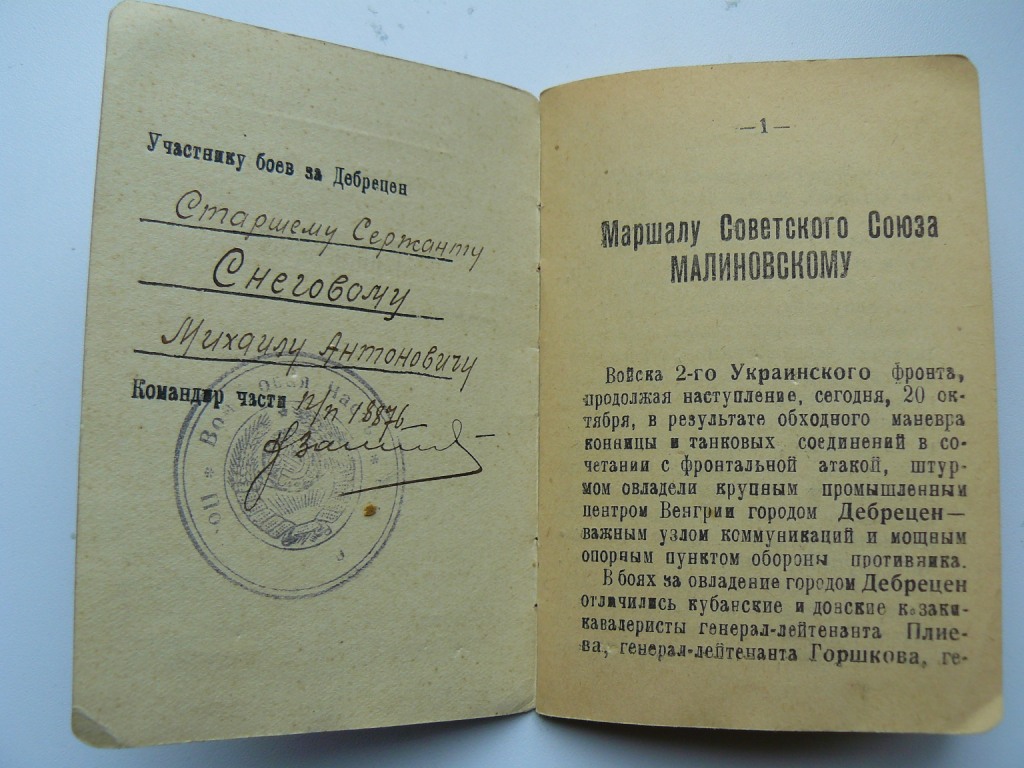 Участнику боев за Дебрецен
Старшему Сержанту
Снеговому
Михаилу Антоновичу
Командир части п/п 18876
—1—
Маршалу Советского Союза
МАЛИНОВСКОМУ
Войска 2-го Украинского фронта,
продолжая наступление, сегодня, 20 ок-
тября, в результате обходного маневра
конницы и танковых соединений в со-
четании с фронтальной атакой, штур-
мом овладели крупным промышленным
центром Венгрии городом Дебрецен—
важным узлом коммуникаций и мощным
опорным пунктом обороны противника.
В боях за овладение городом Дебрецен
отличились кубанские и донские казаки-
кавалеристы генерал-лейтенанта Плие-
ва, генерал-лейтенанта Горшкова, ге-